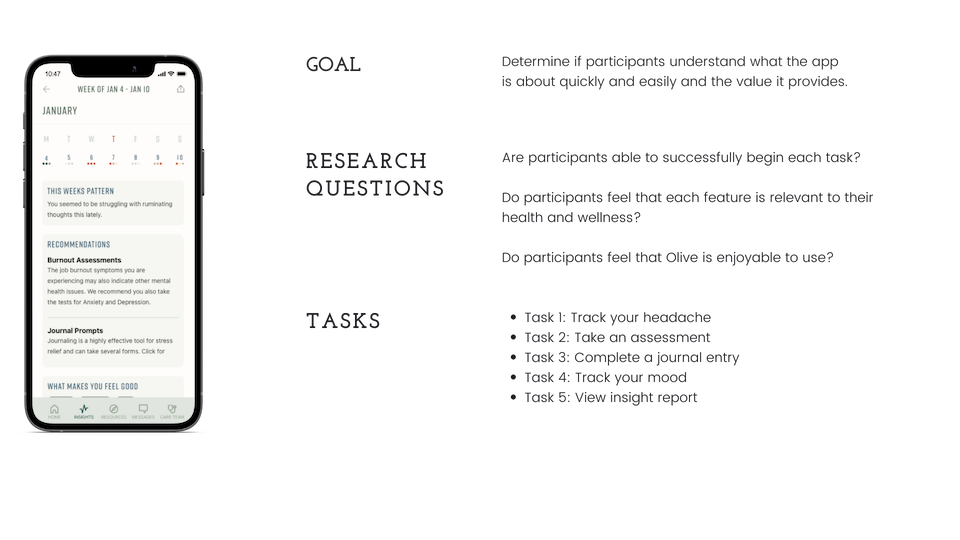 10:47
WEEK OF JAN 4 - JAN 10
JANUARY
M T W T F S S
4 5 6 7 8 9 10
THIS WEEKS PATTERN
You seemed to be struggling with ruminating
thoughts this lately.
RECOMMENDATIONS
Burnout Assessments
The job burnout symptoms you are
experiencing may also indicate other mental
health issues. We recommend you also take
the tests for Anxiety and Depression.
Journal Prompts
Journaling is a highly effective tool for stress
relief and can take several forms. Click for
WHAT MAKES YOU FEEL GOOD
HOME INSIGHTS RESOURCES MESSAGES CARE TEAM
GOAL
Determine if participants understand what the app
is about quickly and easily and the value it provides.
RESEARCH
QUESTIONS
Are participants able to successfully begin each task?
Do participants feel that each feature is relevant to their
health and wellness?
Do participants feel that Olive is enjoyable to use?
TASKS
• Task 1: Track your headache
• Task 2: Take an assessment
• Task 3: Complete a journal entry
• Task 4: Track your mood
• Task 5: View insight report